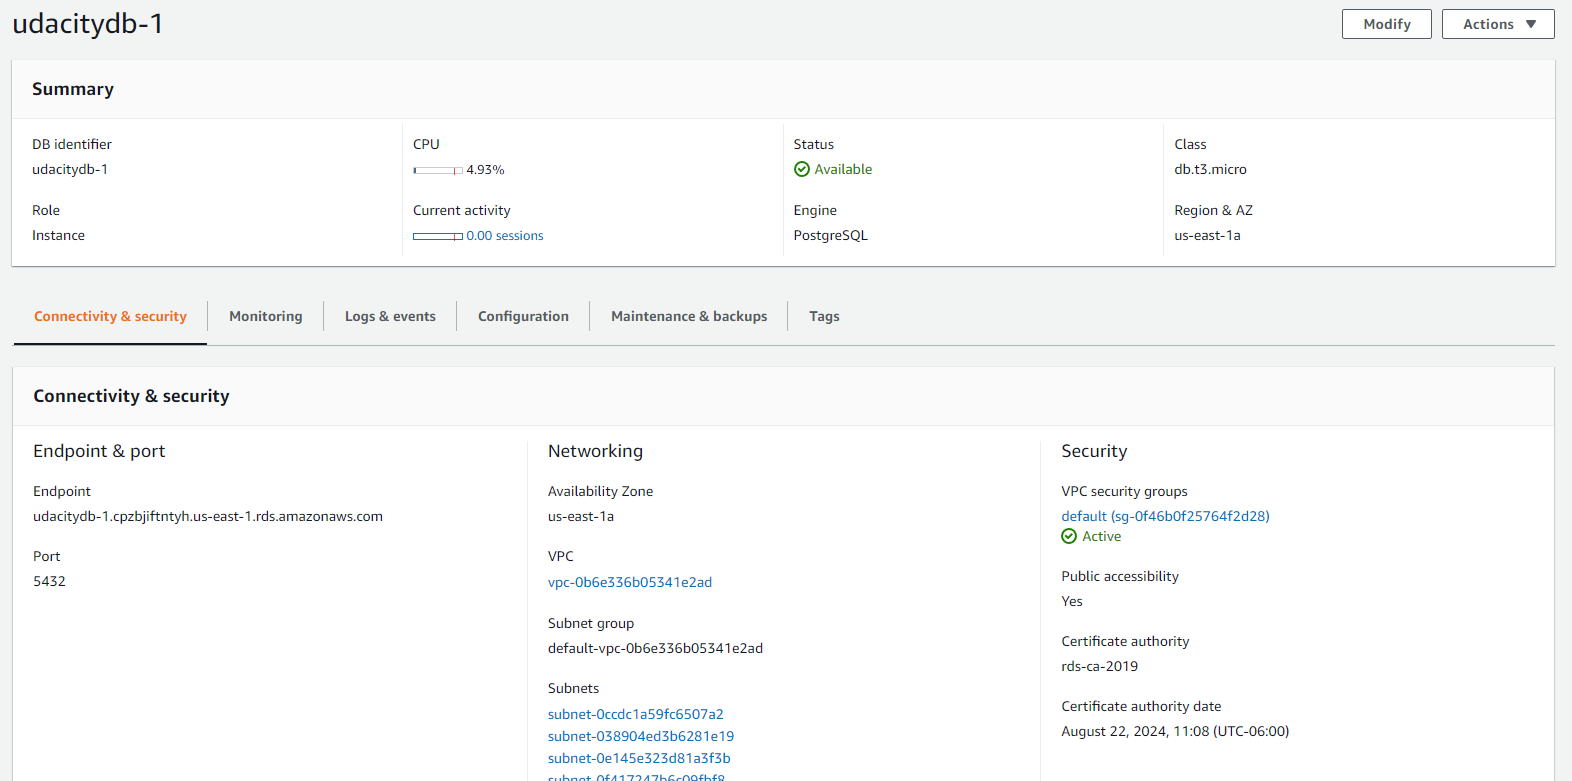 udacitydb-1
Modify
Actions
Summary
DB identifier
udacitydb-1
CPU
4.93%
Status
Available
Class
db.t3.micro
Role
Instance
Current activity
0.00 sessions
Engine
PostgreSQL
Region & AZ
us-east-1a
Connectivity & security
Monitoring
Logs & events
Configuration
Maintenance & backups
Tags
Connectivity & security
Endpoint & port
Endpoint
udacitydb-1.cpzbjiftntyh.us-east-1.rds.amazonaws.com
Port
5432
Networking
Availability Zone
us-east-1a
VPC
vpc-0b6e336b05341e2ad
Subnet group
default-vpc-0b6e336b05341e2ad
Subnets
subnet-0ccdc1a59fc6507a2
subnet-038904ed3b6281e19
subnet-0e145e323d81a3f3b
subnet-0f417247b6c09fbf8
Security
VPC security groups
default (sg-0f46b0f25764f2d28)
Active
Public accessibility
Yes
Certificate authority
rds-ca-2019
Certificate authority date
August 22, 2024, 11:08 (UTC-06:00)